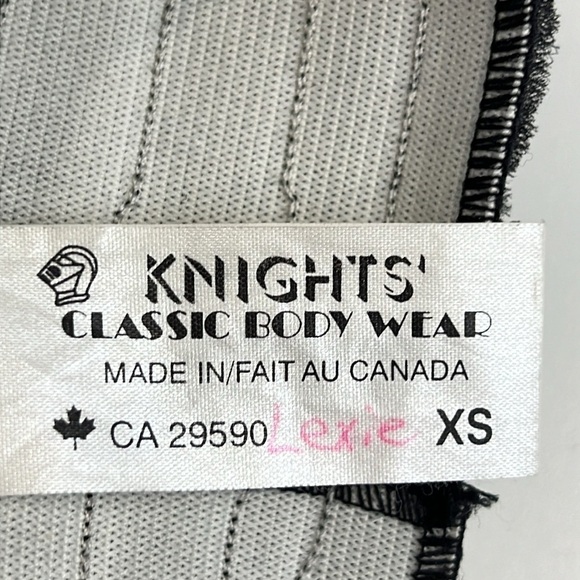 KNIGHTS'
CLASSIC BODY WEAR
MADE IN/FAIT AU CANADA
CA 29590 Lexie XS